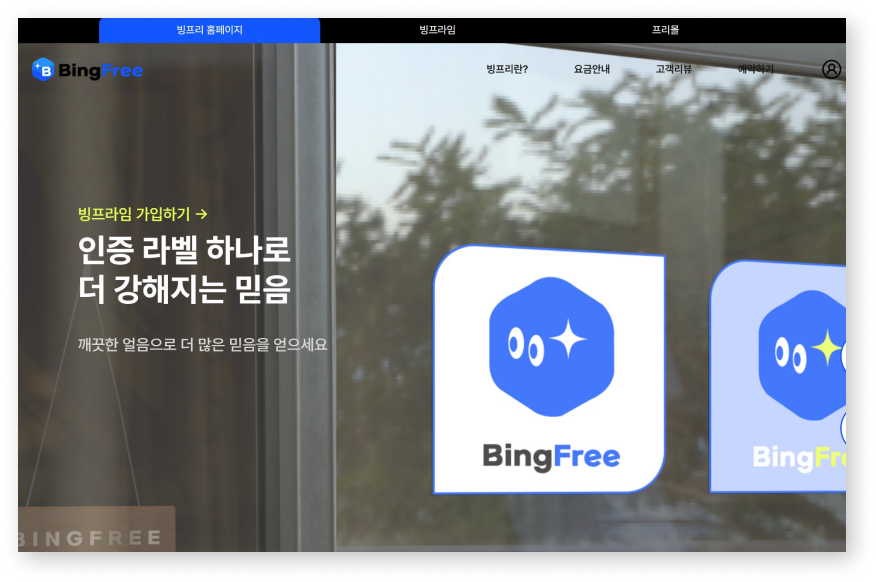 빙프리 홈페이지
빙프라임
프리몰
B BingFree
빙프리란?
요금안내
고객리뷰
예약하기
빙프라임 가입하기 →
인증 라벨 하나로
더 강해지는 믿음
깨끗한 얼음으로 더 많은 믿음을 얻으세요
BingFree
BingFre
BINGFREE